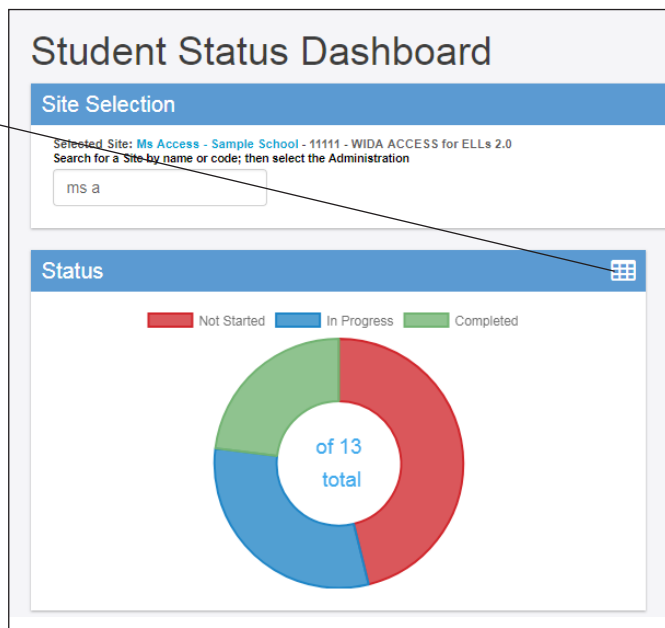 Student Status Dashboard
Site Selection
Selected Site: Ms Access - Sample School - 11111 - WIDA ACCESS for ELLs 2.0
Search for a Site by name or code; then select the Administration
ms a
Status
Not Started In Progress Completed
of 13
total